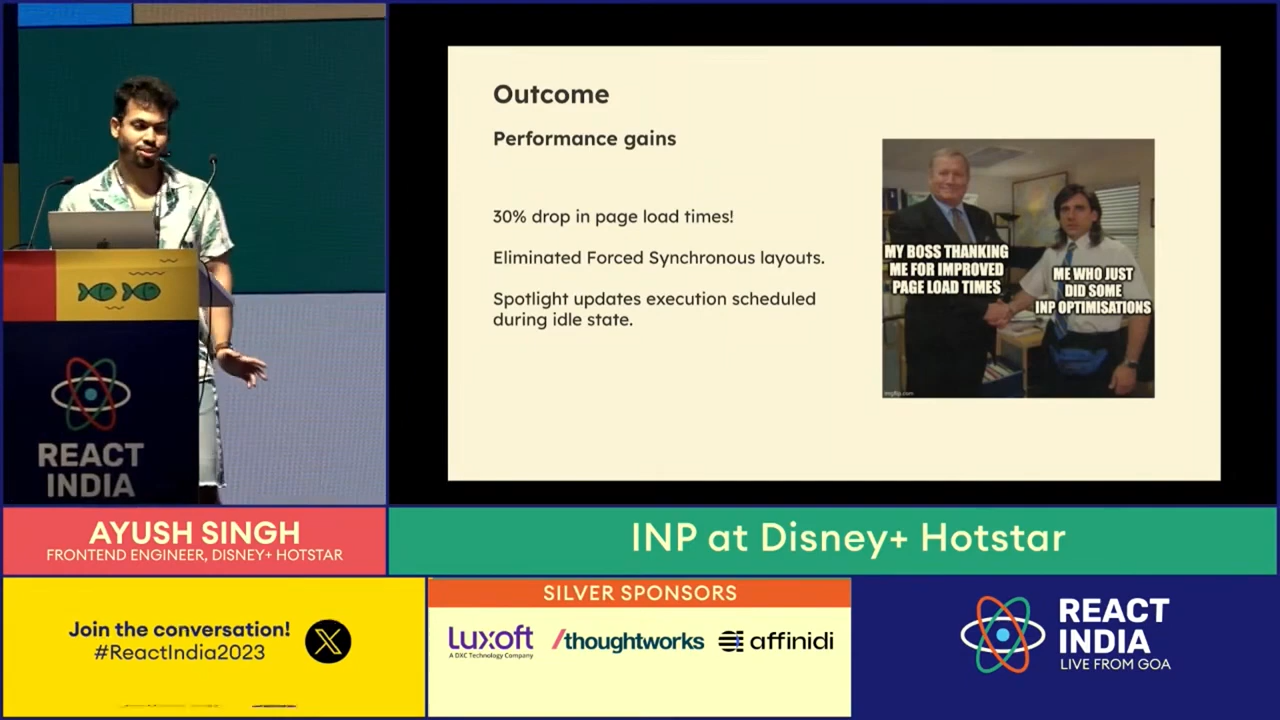 Outcome
Performance gains
30% drop in page load times!
Eliminated Forced Synchronous layouts.
Spotlight updates execution scheduled
during idle state.
MY BOSS THANKING
ME FOR IMPROVED
PAGE LOAD TIMES
ME WHO JUST
DID SOME
INP OPTIMISATIONS
imgflip.com
REACT
INDIA
AYUSH SINGH
FRONTEND ENGINEER, DISNEY+ HOTSTAR
INP at Disney+ Hotstar
Join the conversation!
#ReactIndia2023
X
SILVER SPONSORS
Luxoft
A DXC Technology Company
/thoughtworks
affinidi
REACT
INDIA
LIVE FROM GOA